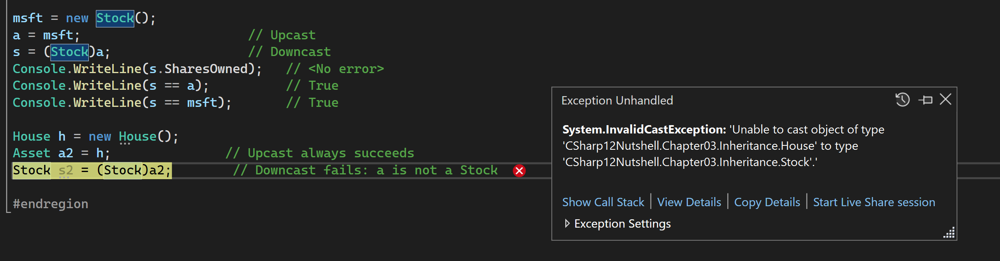 msft = new Stock();
a = msft; // Upcast
s = (Stock)a; // Downcast
Console.WriteLine(s.SharesOwned); // <No error>
Console.WriteLine(s == a); // True
Console.WriteLine(s == msft); // True
House h = new House();
Asset a2 = h; // Upcast always succeeds
Stock s2 = (Stock)a2; // Downcast fails: a is not a Stock
#endregion
Exception Unhandled
System.InvalidCastException: 'Unable to cast object of type
'CSharp12Nutshell.Chapter03.Inheritance.House' to type
'CSharp12Nutshell.Chapter03.Inheritance.Stock'.'
Show Call Stack | View Details | Copy Details | Start Live Share session
Exception Settings